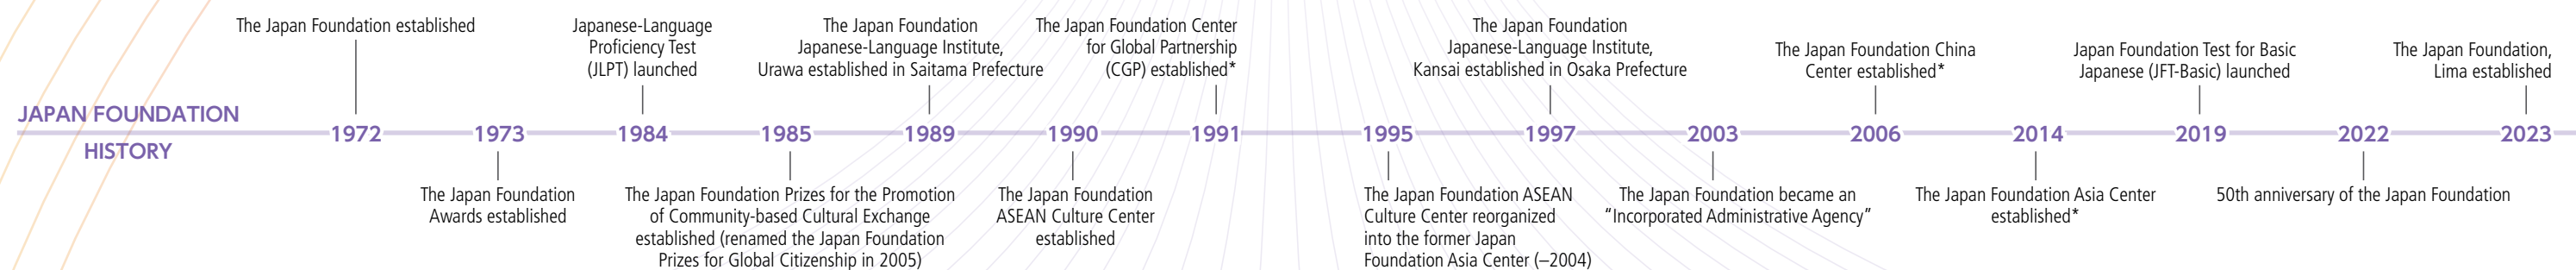 JAPAN FOUNDATION
HISTORY
The Japan Foundation established
1972
1973
The Japan Foundation
Awards established
Japanese-Language
Proficiency Test
(JLPT) launched
1984
1985
The Japan Foundation Prizes for the Promotion
of Community-based Cultural Exchange
established (renamed the Japan Foundation
Prizes for Global Citizenship in 2005)
The Japan Foundation
Japanese-Language Institute,
Urawa established in Saitama Prefecture
1989
1990
The Japan Foundation
ASEAN Culture Center
established
The Japan Foundation Center
for Global Partnership
(CGP) established*
1991
1995
The Japan Foundation ASEAN
Culture Center reorganized
into the former Japan
Foundation Asia Center (–2004)
The Japan Foundation
Japanese-Language Institute,
Kansai established in Osaka Prefecture
1997
2003
The Japan Foundation became an
“Incorporated Administrative Agency”
The Japan Foundation China
Center established*
2006
2014
The Japan Foundation Asia Center
established*
Japan Foundation Test for Basic
Japanese (JFT-Basic) launched
2019
2022
50th anniversary of the Japan Foundation
The Japan Foundation,
Lima established
2023